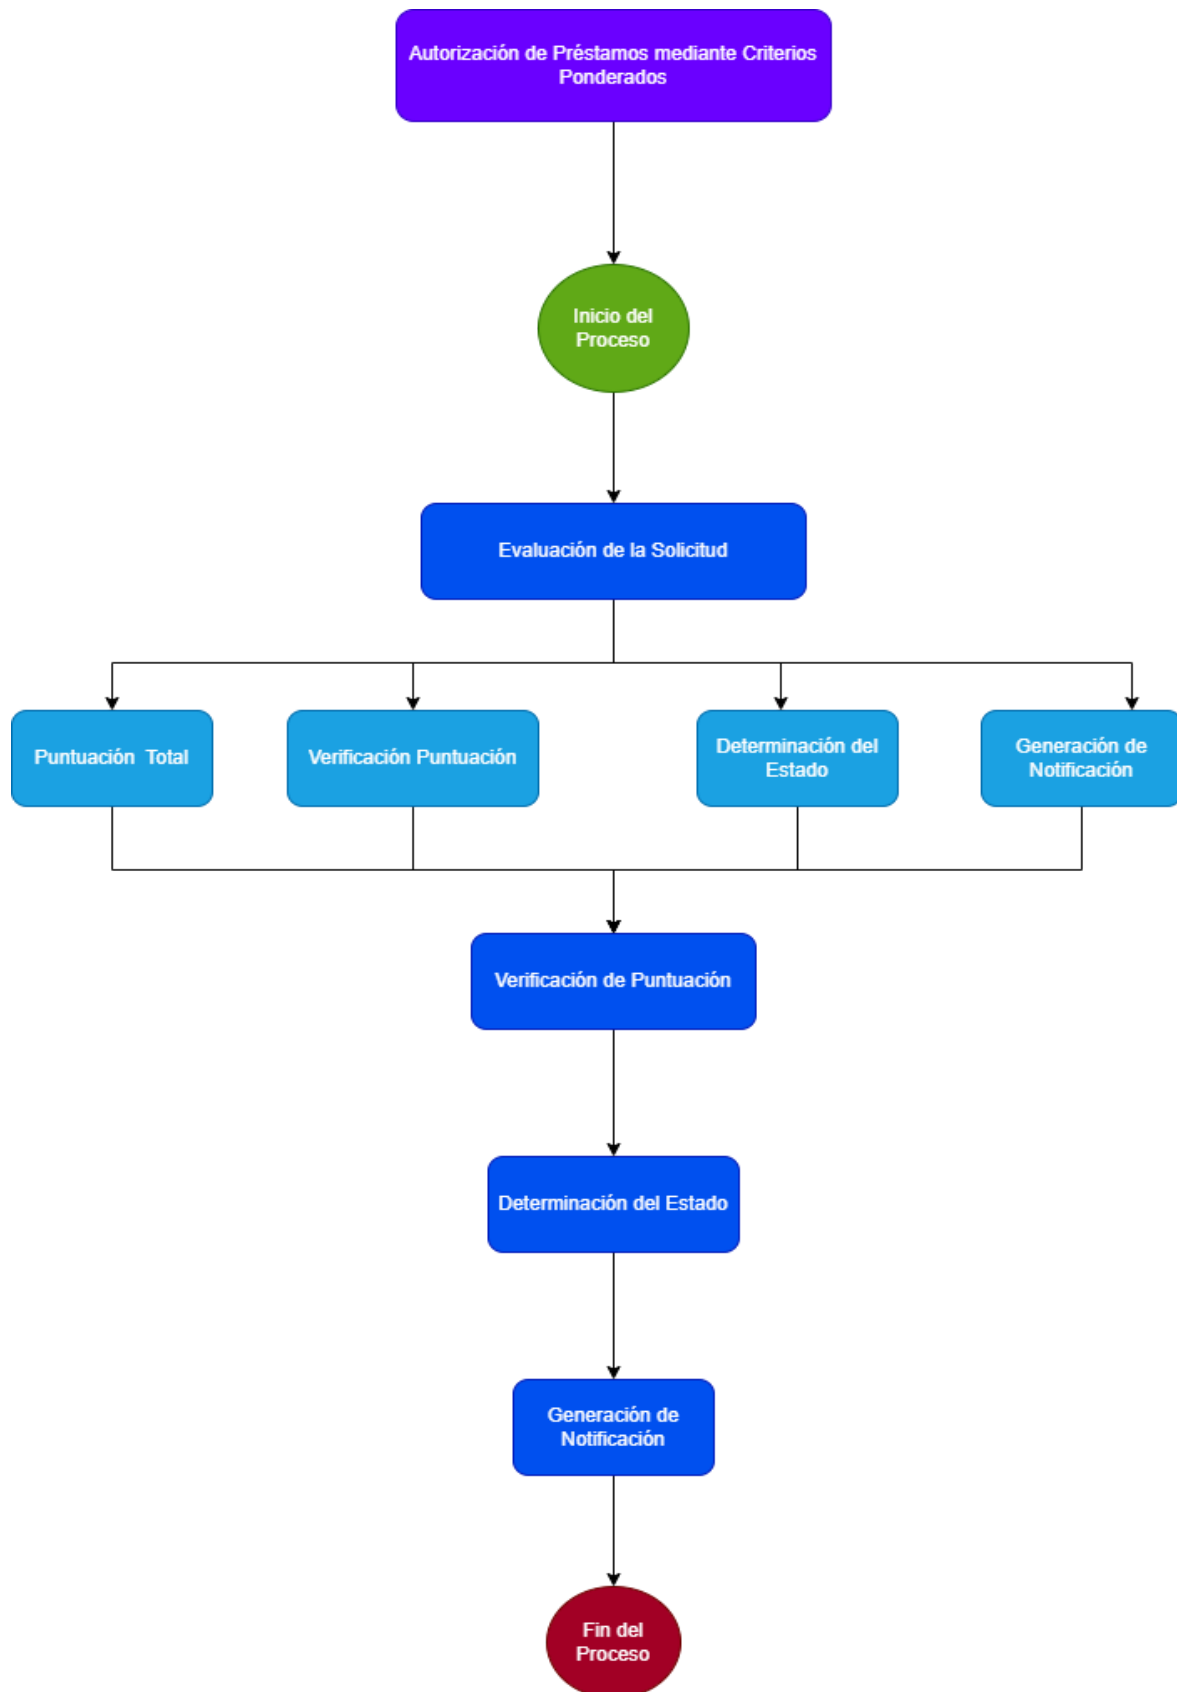 Autorización de Préstamos mediante Criterios
Ponderados
Inicio del
Proceso
Evaluación de la Solicitud
Puntuación  Total
Verificación Puntuación
Determinación del
Estado
Generación de
Notificación
Verificación de Puntuación
Determinación del Estado
Generación de
Notificación
Fin del
Proceso